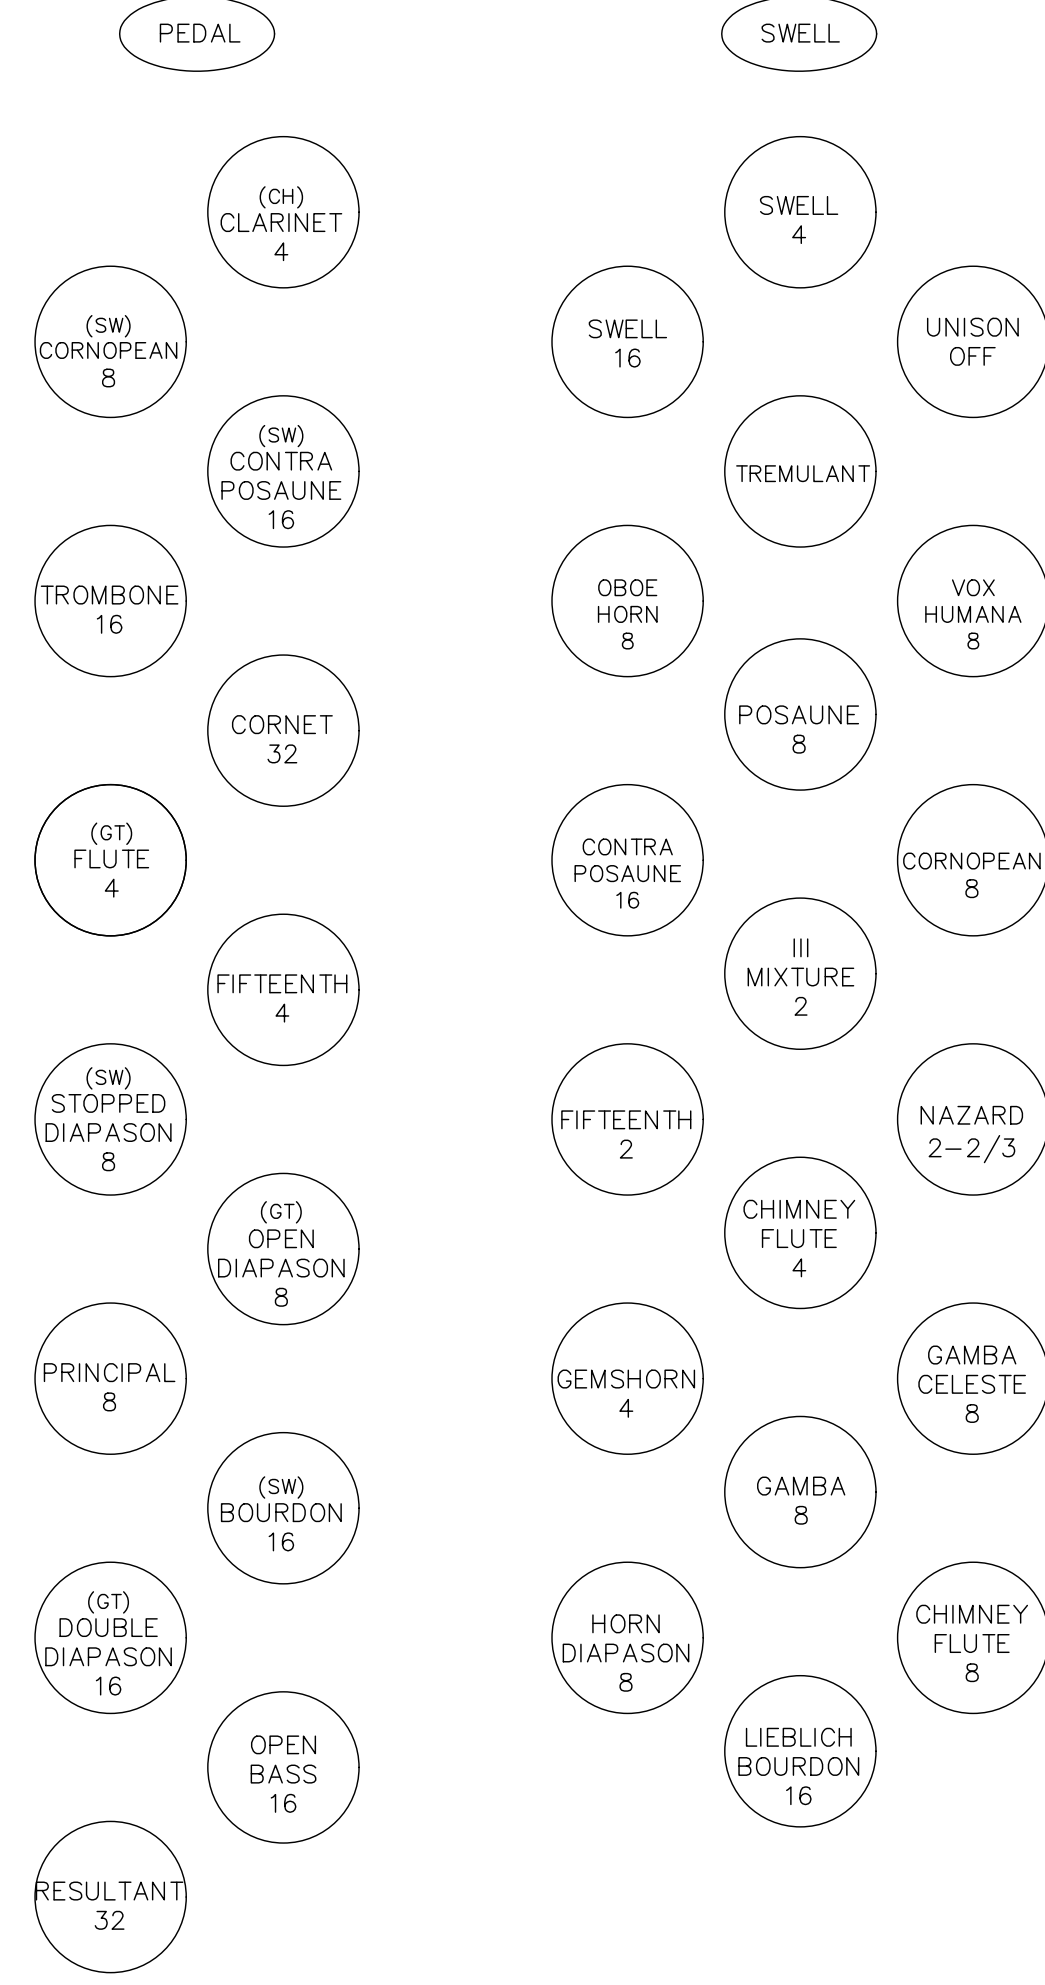 PEDAL
(CH)
CLARINET
4
(SW)
CORNOPEAN
8
(SW)
CONTRA
POSAUNE
16
TROMBONE
16
CORNET
32
(GT)
FLUTE
4
FIFTEENTH
4
(SW)
STOPPED
DIAPASON
8
(GT)
OPEN
DIAPASON
8
PRINCIPAL
8
(SW)
BOURDON
16
(GT)
DOUBLE
DIAPASON
16
OPEN
BASS
16
RESULTANT
32
SWELL
SWELL
4
SWELL
16
UNISON
OFF
TREMULANT
OBOE
HORN
8
VOX
HUMANA
8
POSAUNE
8
CONTRA
POSAUNE
16
CORNOPEAN
8
III
MIXTURE
2
FIFTEENTH
2
NAZARD
2-2/3
CHIMNEY
FLUTE
4
GEMSHORN
4
GAMBA
CELESTE
8
GAMBA
8
HORN
DIAPASON
8
CHIMNEY
FLUTE
8
LIEBLICH
BOURDON
16